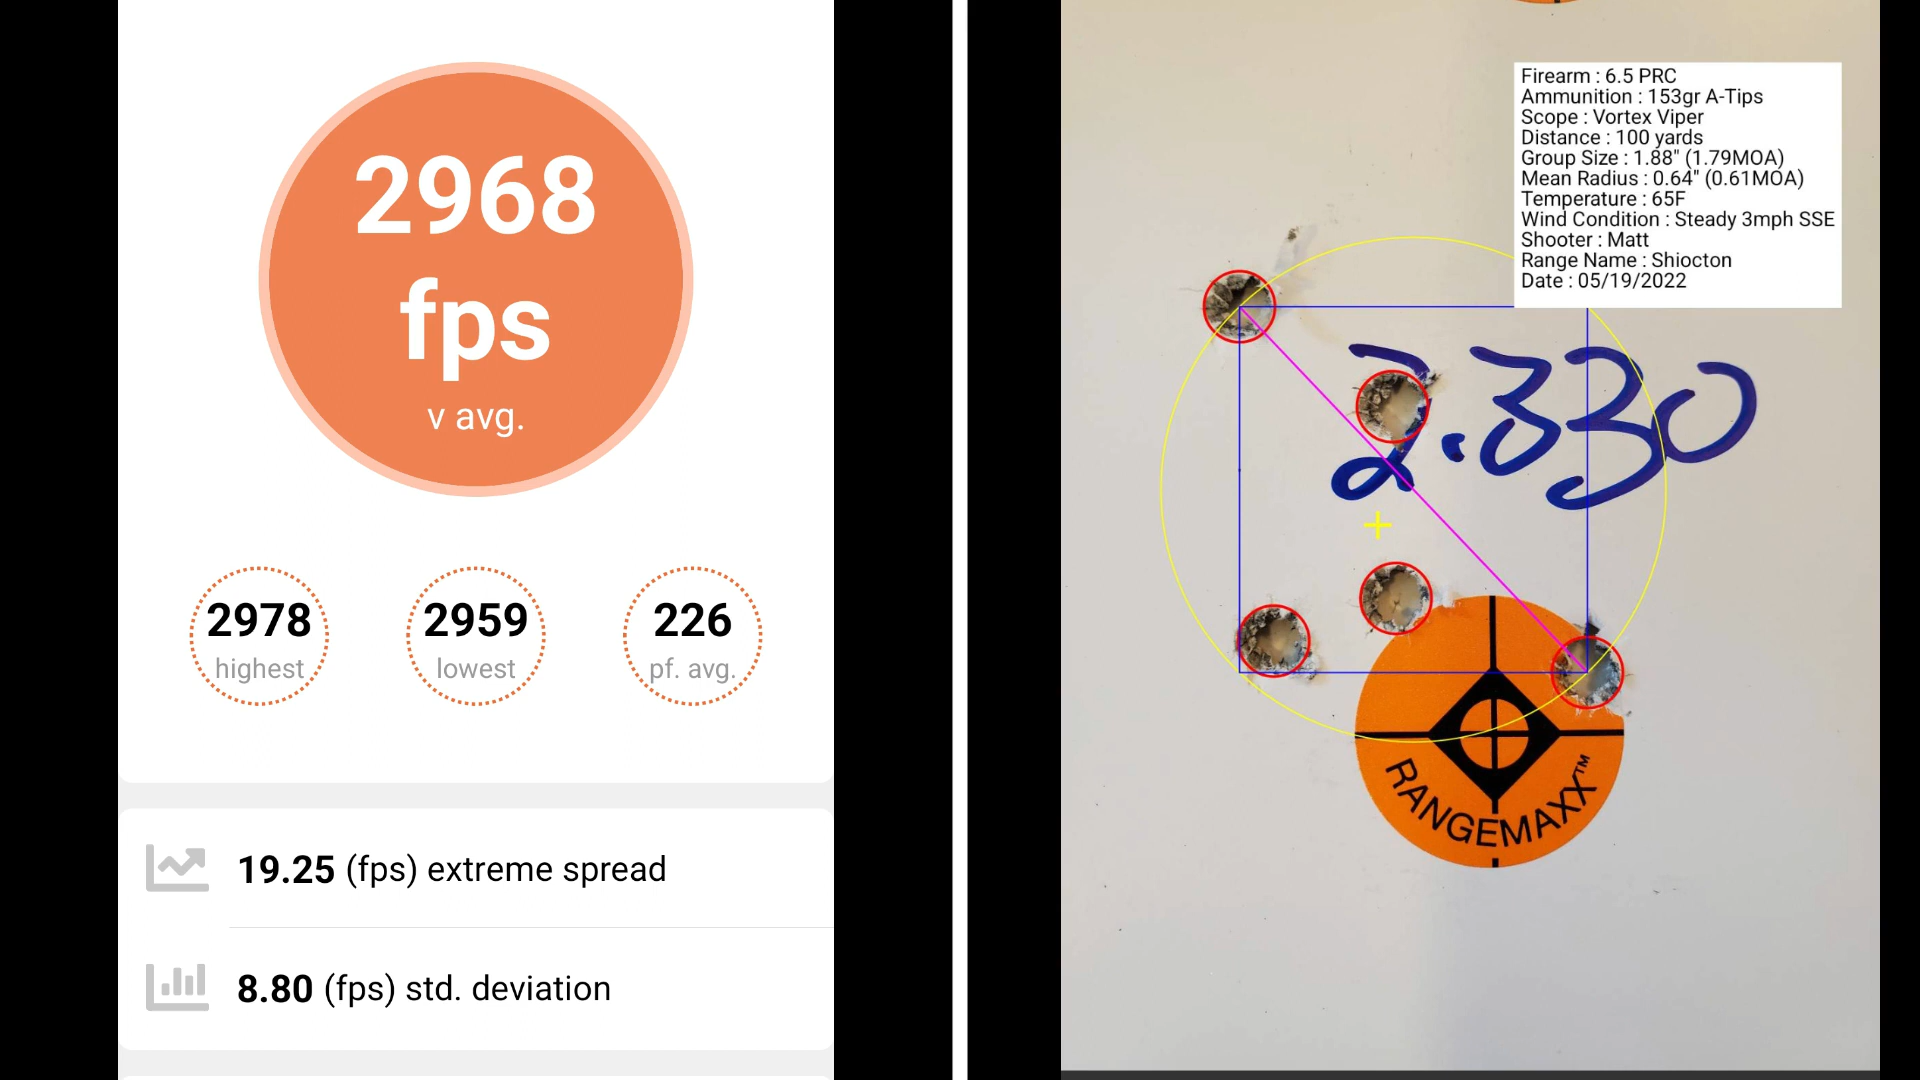 2968
fps
v avg.
2978
highest
2959
lowest
226
pf. avg.
19.25 (fps) extreme spread
8.80 (fps) std. deviation
Firearm : 6.5 PRC
Ammunition : 153gr A-Tips
Scope : Vortex Viper
Distance : 100 yards
Group Size : 1.88" (1.79MOA)
Mean Radius : 0.64" (0.61MOA)
Temperature : 65F
Wind Condition : Steady 3mph SSE
Shooter : Matt
Range Name : Shiocton
Date : 05/19/2022
2.330
RANGEMAXX™